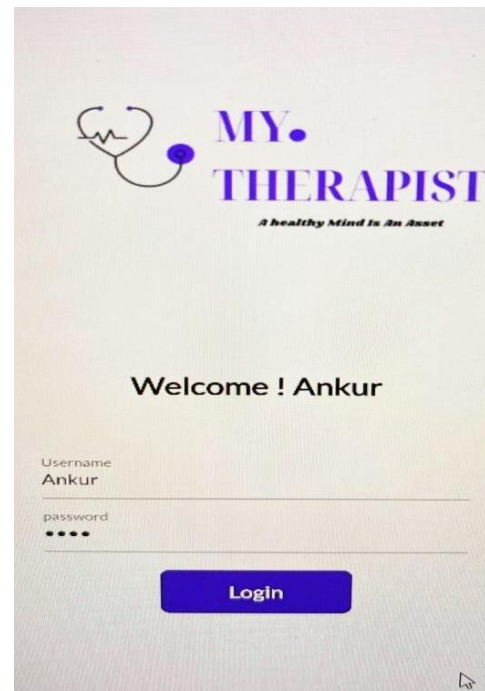 MY.
THERAPIST
A healthy Mind Is An Asset
Welcome ! Ankur
Username
Ankur
password
••••
Login